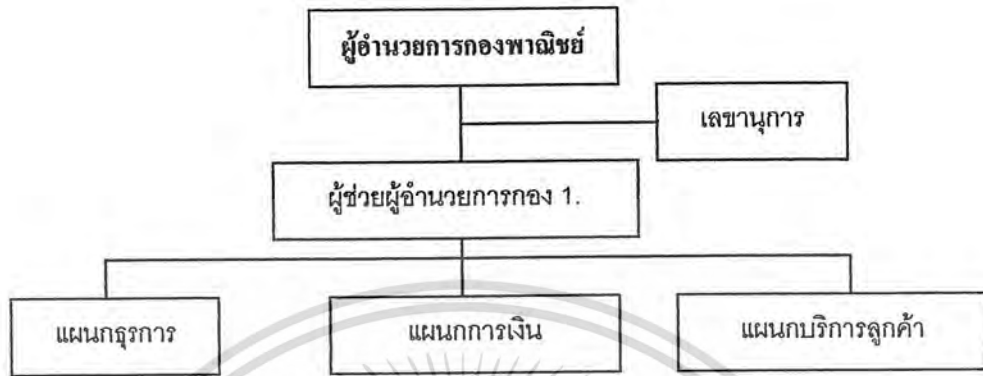 ผู้อำนวยการกองพาณิชย์
เลขานุการ
ผู้ช่วยผู้อำนวยการกอง 1.
แผนกธุรการ
แผนกการเงิน
แผนกบริการลูกค้า